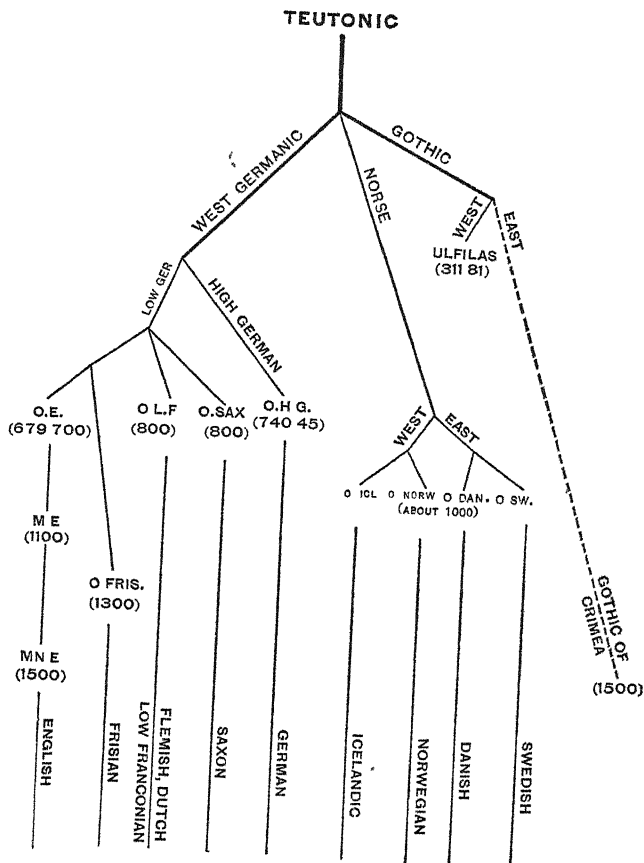 TEUTONIC
WEST GERMANIC
NORSE
GOTHIC
WEST
EAST
ULFILAS
(311 81)
LOW GER
HIGH GERMAN
O.E.
(679 700)
O L.F
(800)
O.SAX
(800)
O.H G.
(740 45)
WEST
EAST
O ICL
O NORW
O DAN.
O SW.
(ABOUT 1000)
M E
(1100)
O FRIS.
(1300)
MN E
(1500)
GOTHIC OF
CRIMEA
(1500)
ENGLISH
FRISIAN
FLEMISH, DUTCH
LOW FRANCONIAN
SAXON
GERMAN
ICELANDIC
NORWEGIAN
DANISH
SWEDISH